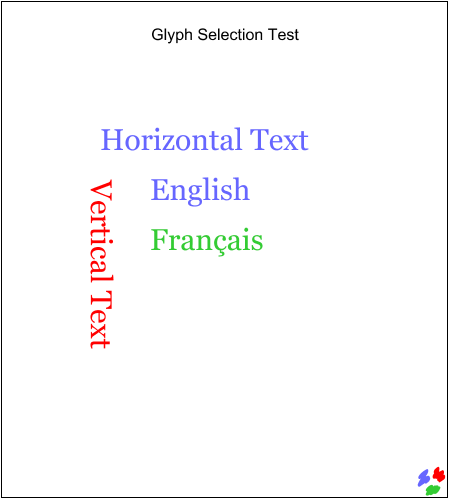 Glyph Selection Test
Horizontal Text
Vertical Text
English
Français